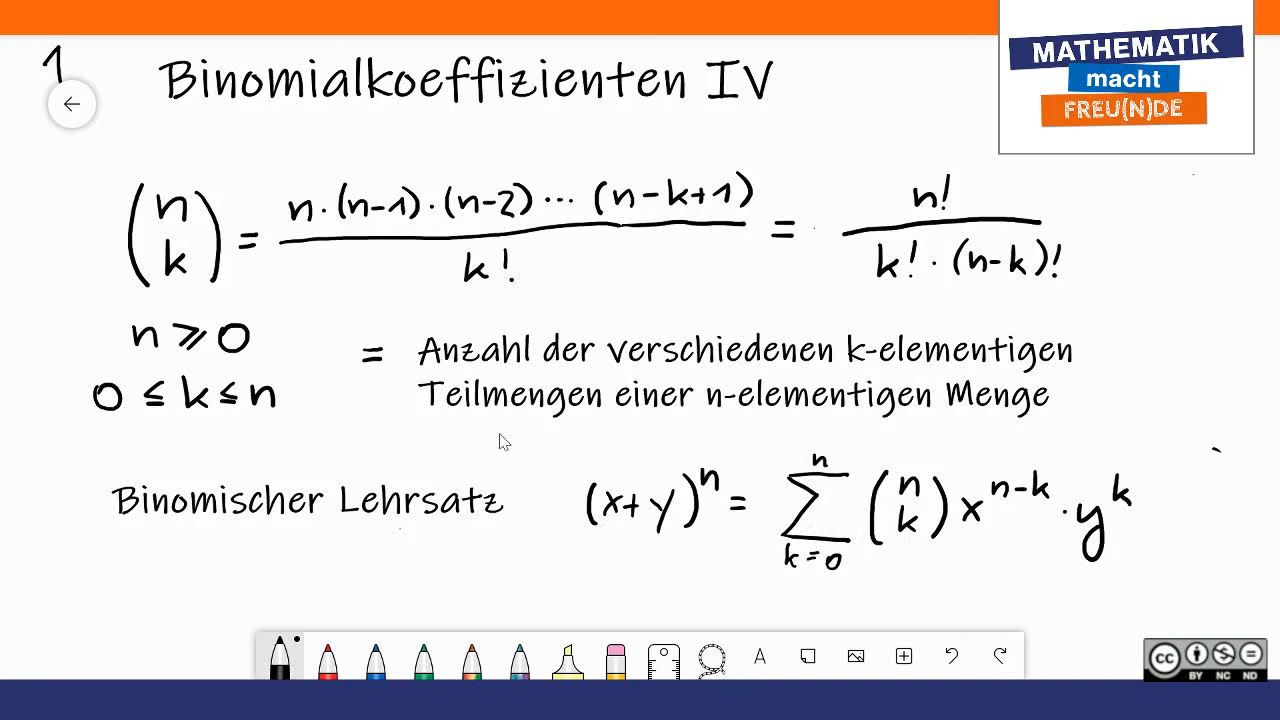 1
Binomialkoeffizienten IV
MATHEMATIK
macht
FREU(N)DE
(n k) = n·(n-1)·(n-2)···(n-k+1) / k! = n! / k!·(n-k)!
n ⩾ 0
0 ≤ k ≤ n
= Anzahl der verschiedenen k-elementigen
Teilmengen einer n-elementigen Menge
Binomischer Lehrsatz (x+y)^n = ∑_{k=0}^{n} (n k) x^{n-k}·y^k
A
cc BY NC ND